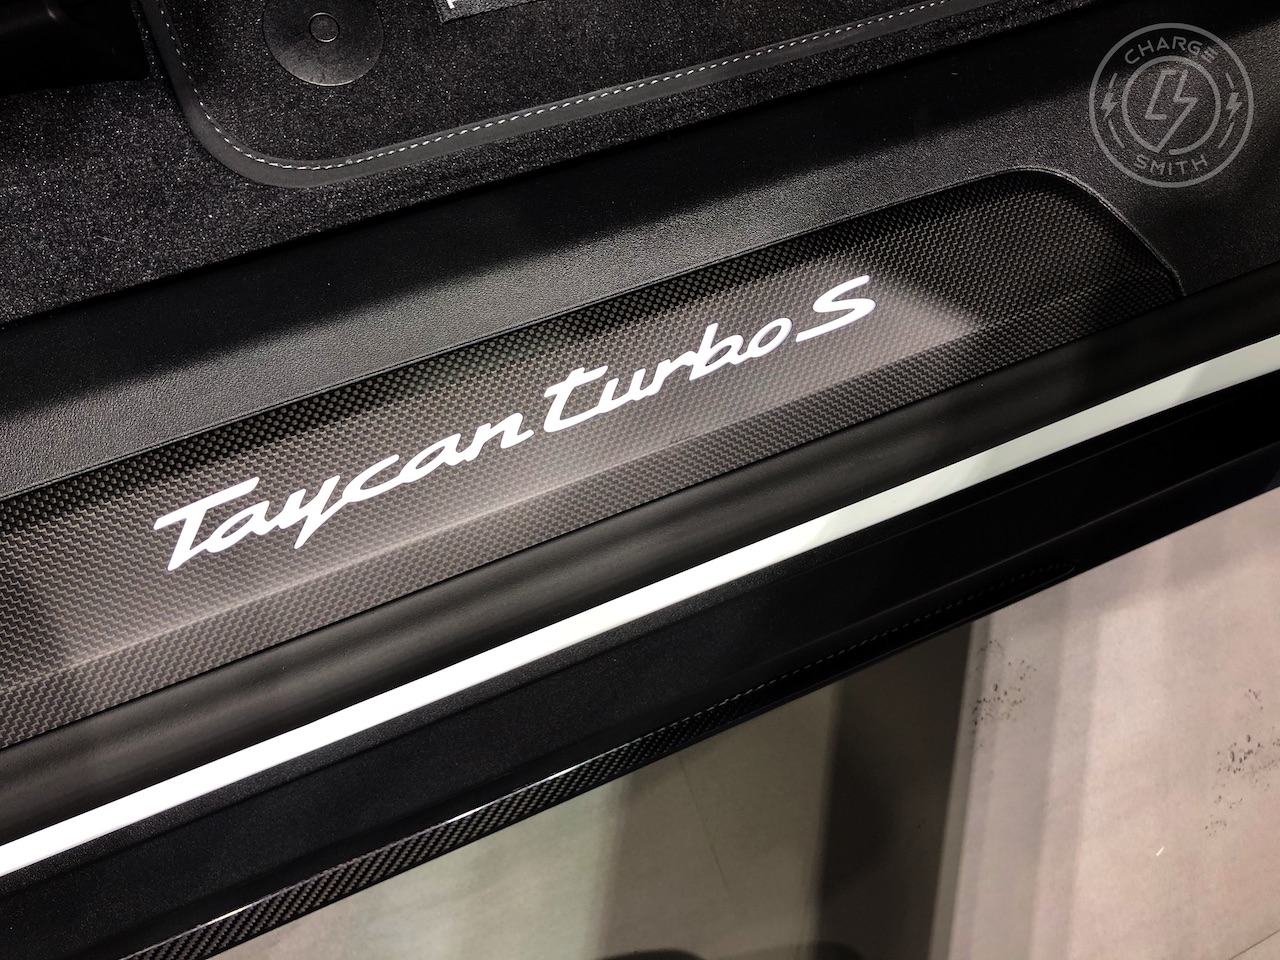 CHARGE
SMITH
Taycan turbo S